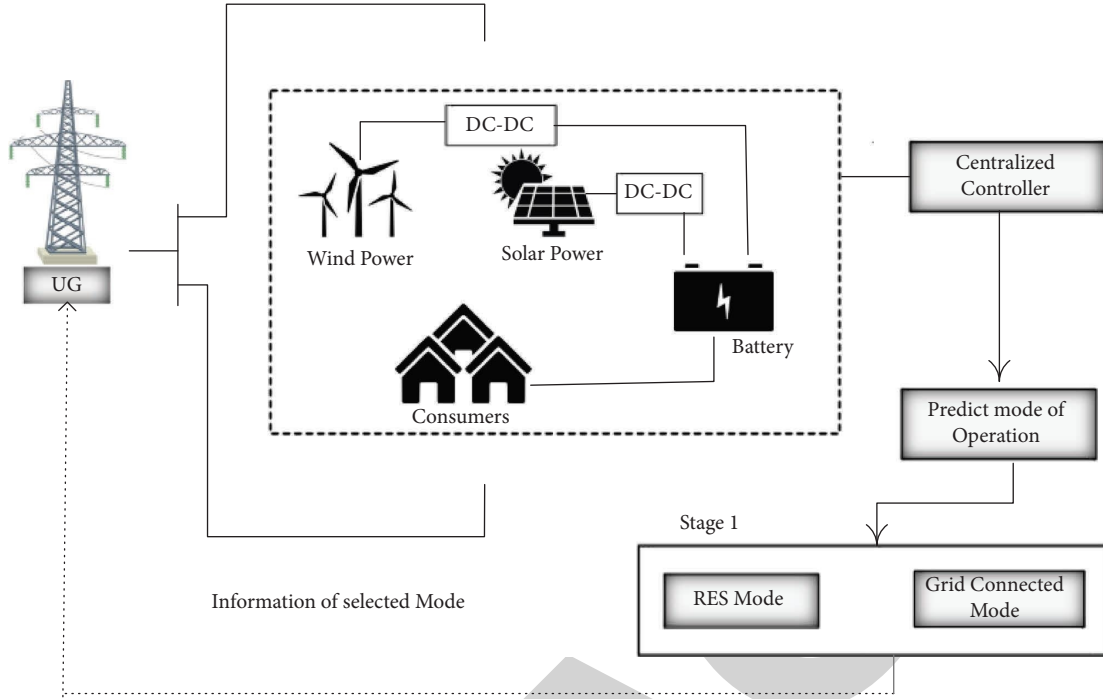 DC-DC
DC-DC
Wind Power
Solar Power
UG
Battery
Consumers
Centralized
Controller
Predict mode of
Operation
Stage 1
RES Mode
Grid Connected
Mode
Information of selected Mode